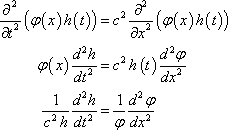 ∂²/∂t² (φ(x)h(t)) = c² ∂²/∂x² (φ(x)h(t))
φ(x) d²h/dt² = c² h(t) d²φ/dx²
1/(c²h) d²h/dt² = 1/φ d²φ/dx²